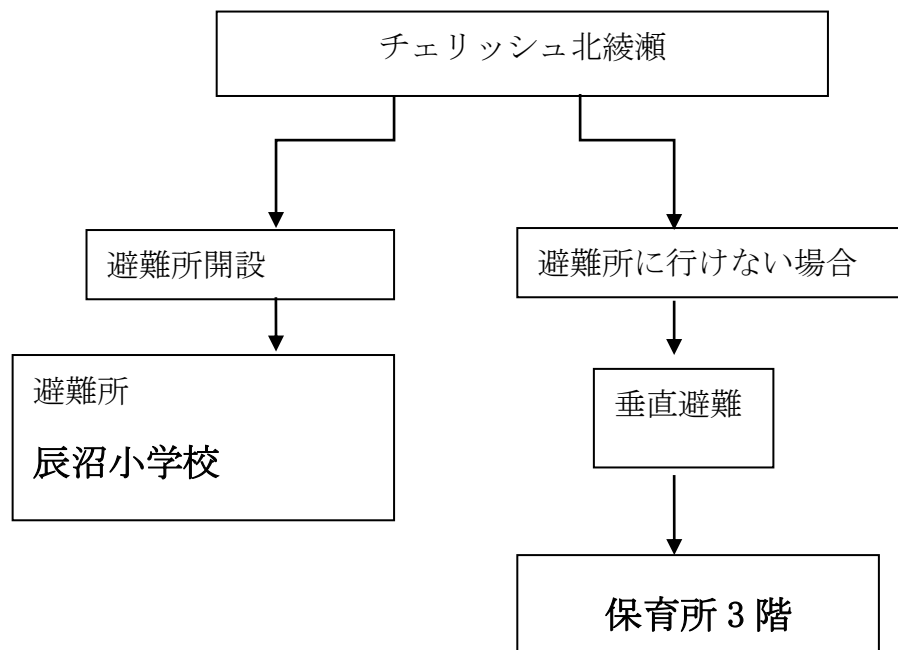 チェリッシュ北綾瀬
避難所開設
避難所に行けない場合
避難所
辰沼小学校
垂直避難
保育所 3 階